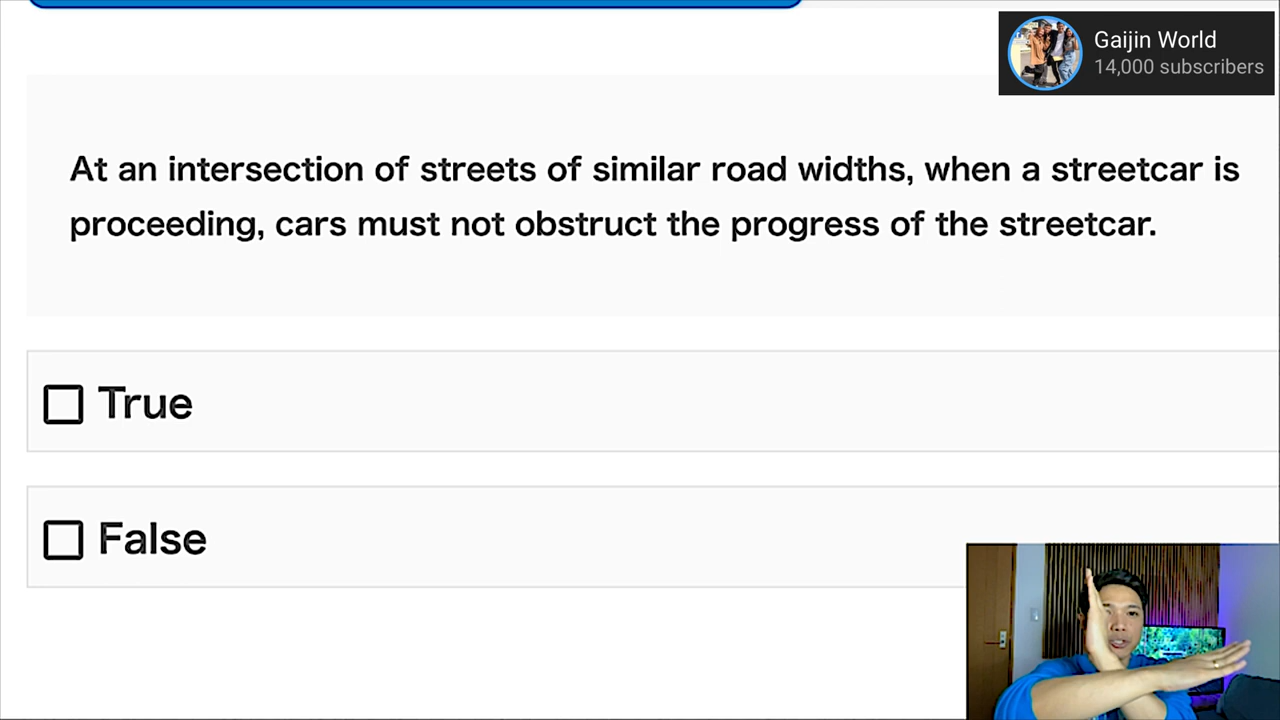 Gaijin World
14,000 subscribers
At an intersection of streets of similar road widths, when a streetcar is
proceeding, cars must not obstruct the progress of the streetcar.
True
False